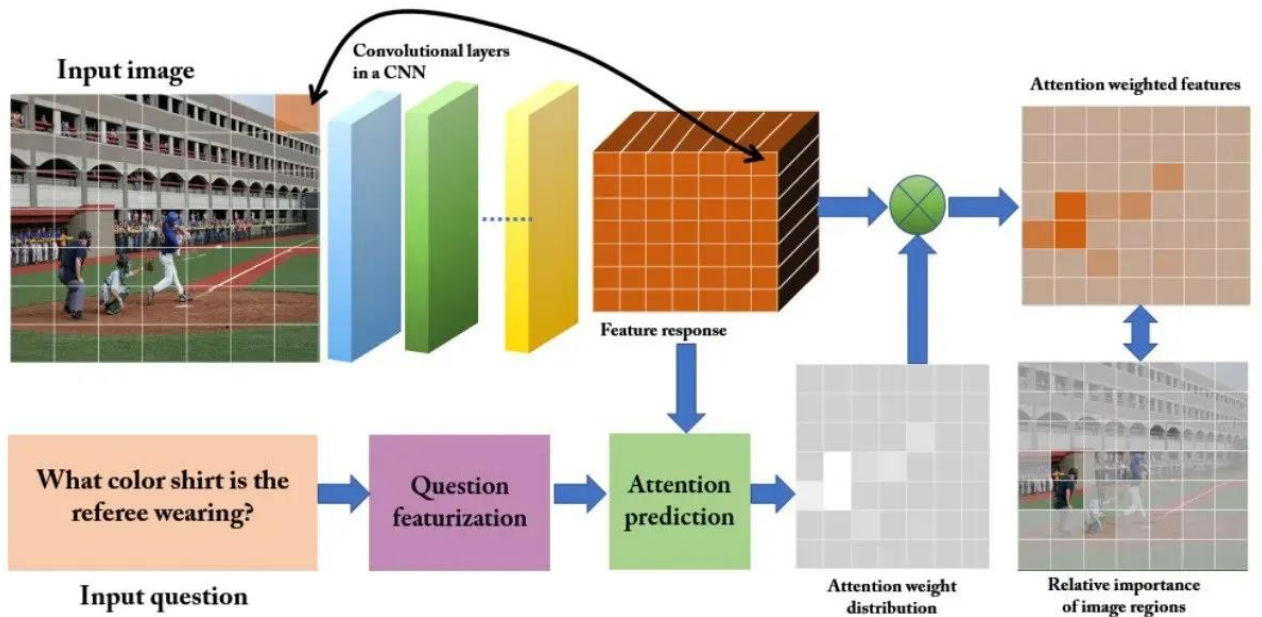 Convolutional layers
in a CNN
Input image
Attention weighted features
Feature response
What color shirt is the
referee wearing?
Question
featurization
Attention
prediction
Input question
Attention weight
distribution
Relative importance
of image regions